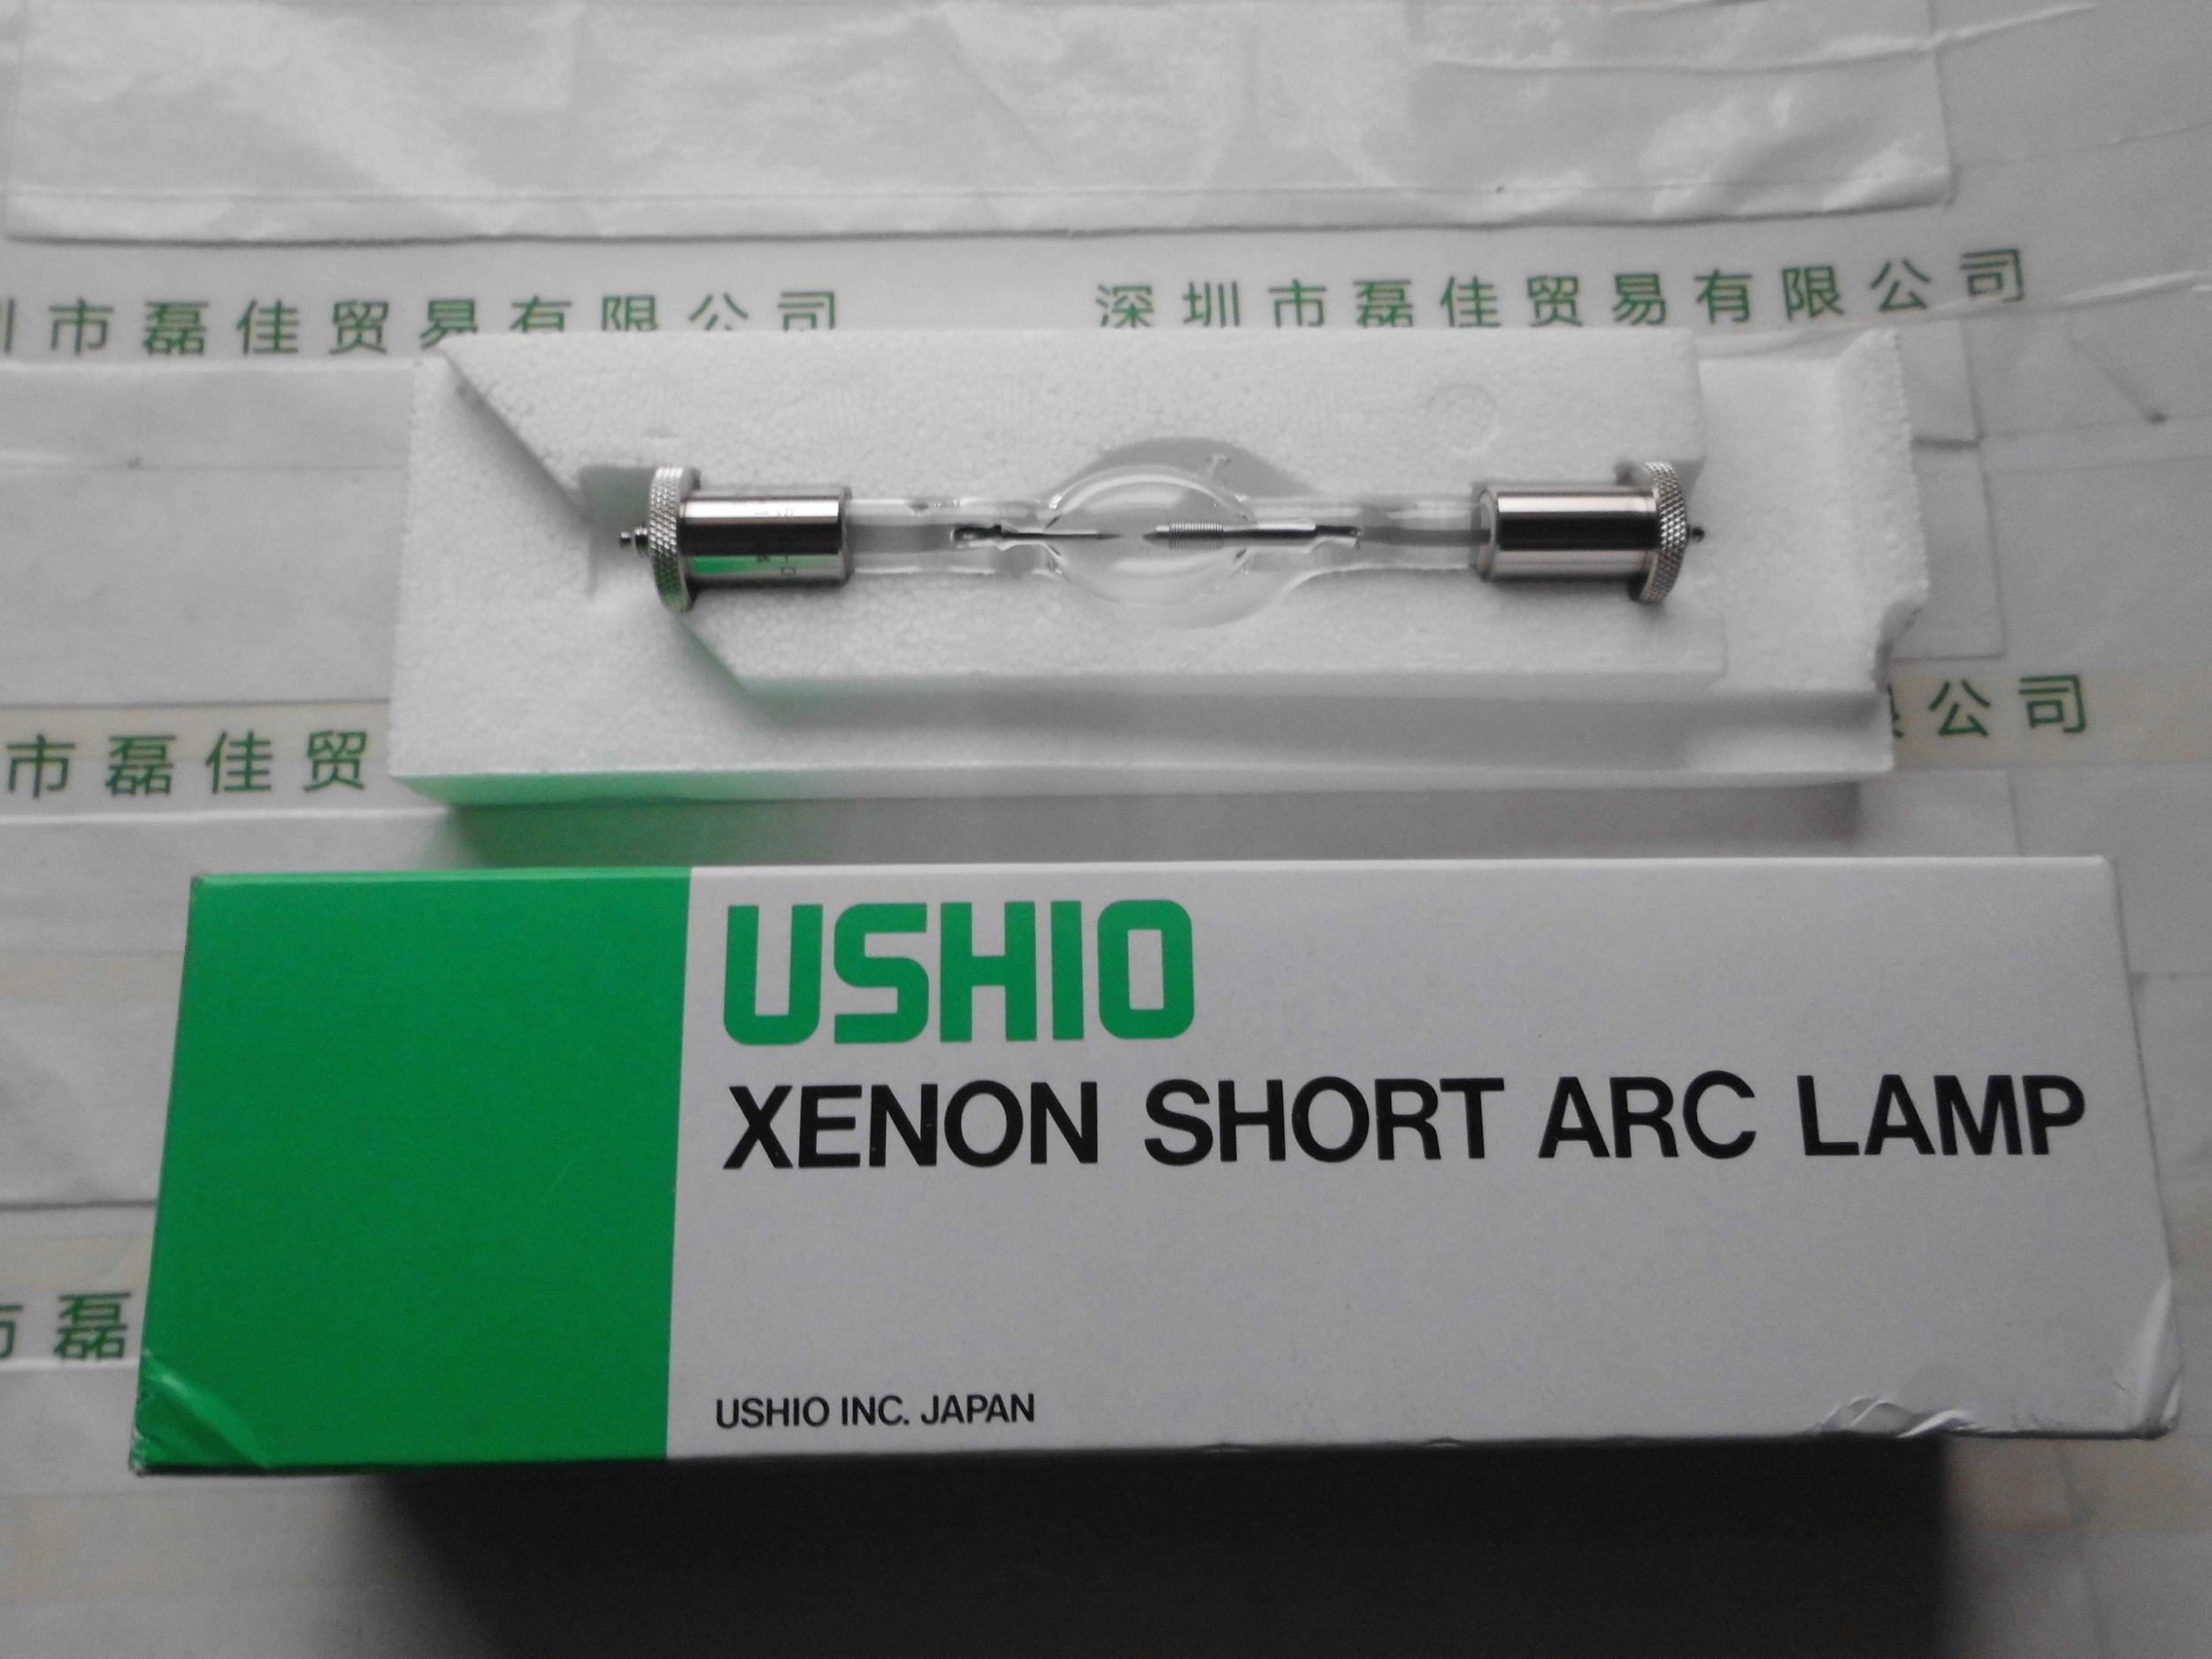 圳市磊佳贸易有限公司
深圳市磊佳贸易有限公司
市磊佳贸
公司
USHIO
XENON SHORT ARC LAMP
市磊
USHIO INC. JAPAN